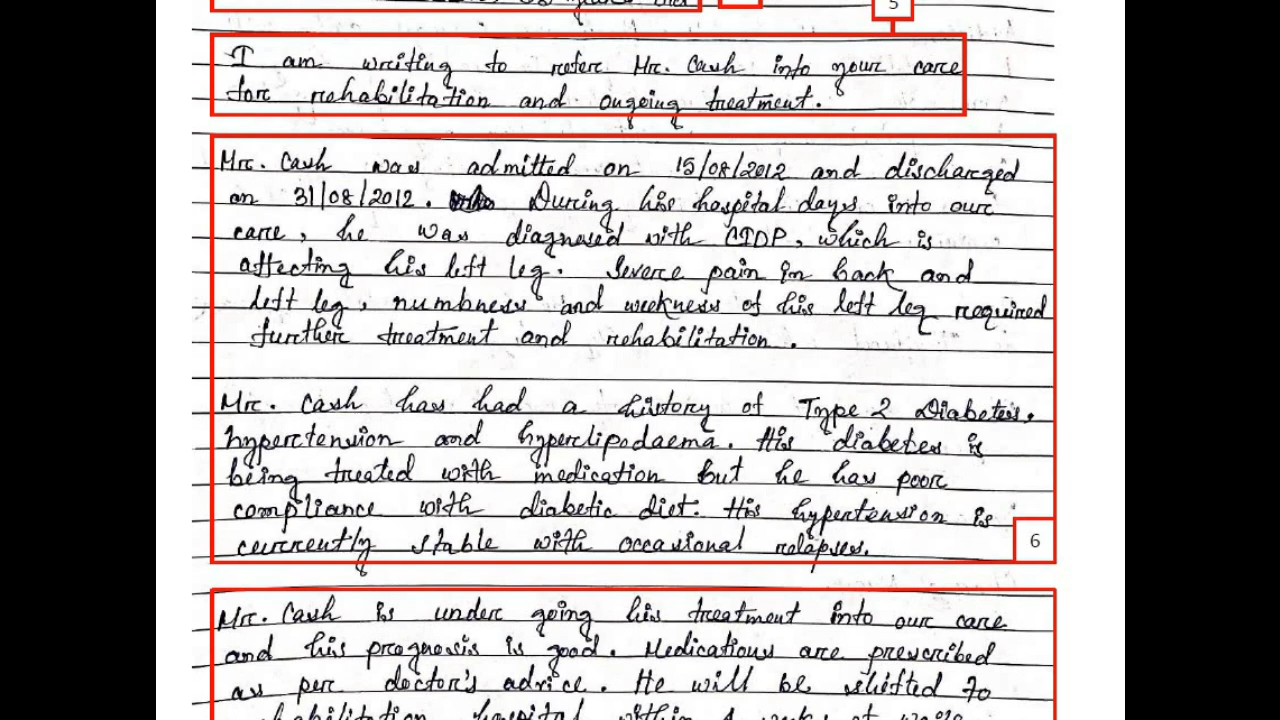 5
I am writing to refer Mr. Cash into your care
for rehabilitation and ongoing treatment.
Mr. Cash was admitted on 15/08/2012 and discharged
on 31/08/2012. During his hospital days into our
care, he was diagnosed with CIDP, which is
affecting his left leg. Severe pain in back and
left leg, numbness and weekness of his left leg required
further treatment and rehabilitation.
Mr. Cash has had a history of Type 2 Diabetes,
hypertension and hyperlipodaema. His diabetes is
being treated with medication but he has poor
compliance with diabetic diet. His hypertension is
currently stable with occasional relapses.
6
Mr. Cash is under going his treatment into our care
and his prognosis is good. Medications are prescribed
as per doctor's advice. He will be shifted to